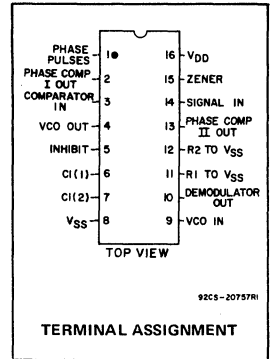 PHASE PULSES 1 16 VDD
PHASE COMP I OUT 2 15 ZENER
COMPARATOR IN 3 14 SIGNAL IN
VCO OUT 4 13 PHASE COMP II OUT
INHIBIT 5 12 R2 TO VSS
C1(1) 6 11 R1 TO VSS
C1(2) 7 10 DEMODULATOR OUT
VSS 8 9 VCO IN
TOP VIEW
92CS-20757R1
TERMINAL ASSIGNMENT